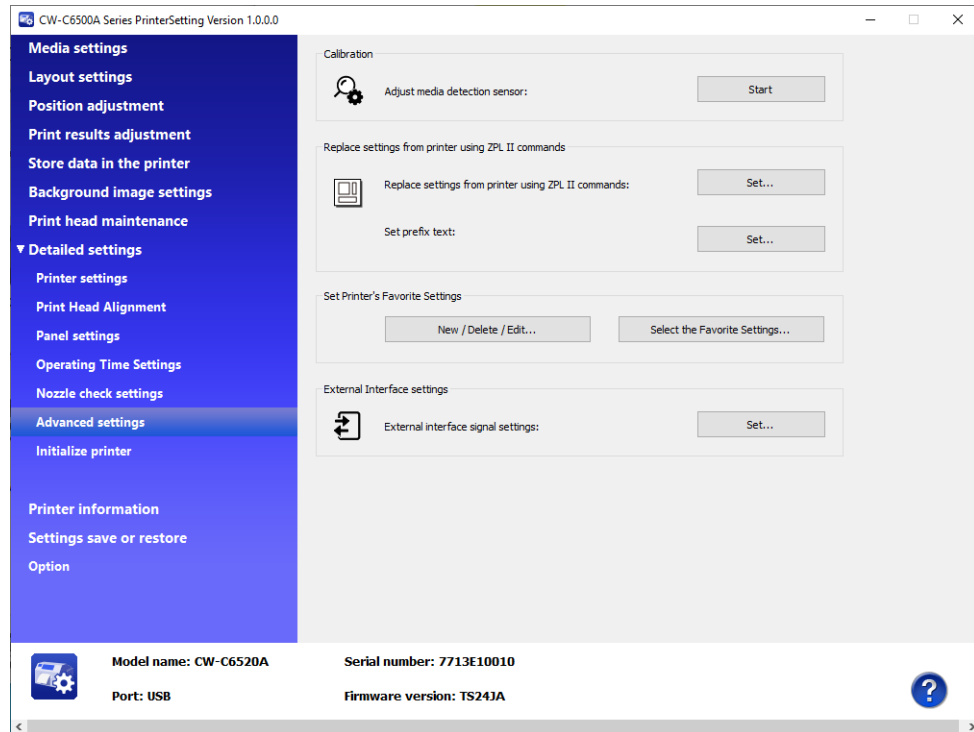 CW-C6500A Series PrinterSetting Version 1.0.0.0
Media settings
Layout settings
Position adjustment
Print results adjustment
Store data in the printer
Background image settings
Print head maintenance
Detailed settings
Printer settings
Print Head Alignment
Panel settings
Operating Time Settings
Nozzle check settings
Advanced settings
Initialize printer
Printer information
Settings save or restore
Option
Calibration
Adjust media detection sensor:
Start
Replace settings from printer using ZPL II commands
Replace settings from printer using ZPL II commands:
Set...
Set prefix text:
Set...
Set Printer's Favorite Settings
New / Delete / Edit...
Select the Favorite Settings...
External Interface settings
External interface signal settings:
Set...
Model name: CW-C6520A
Serial number: 7713E10010
Port: USB
Firmware version: TS24JA
?